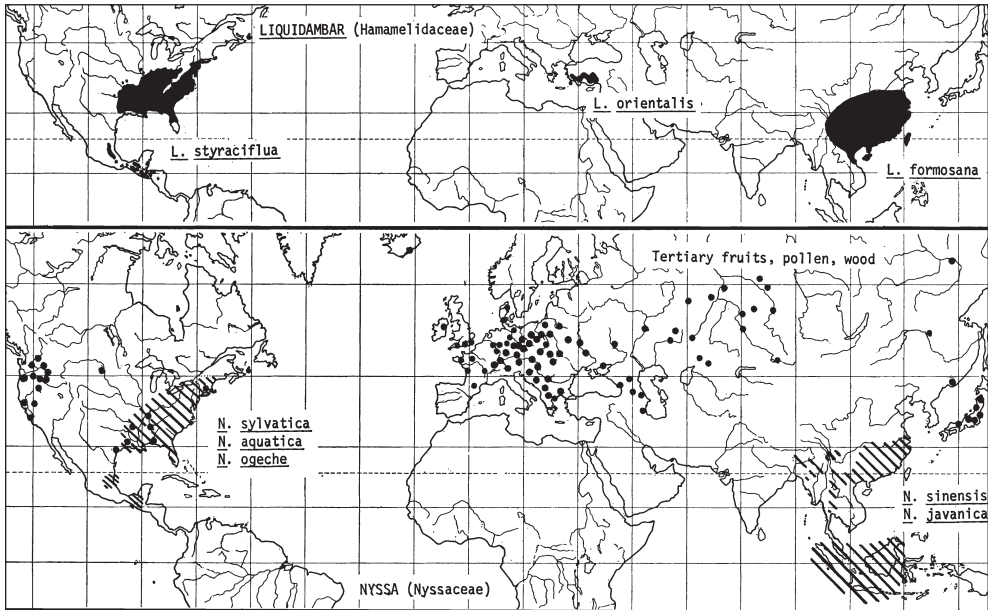 LIQUIDAMBAR (Hamamelidaceae)
L. orientalis
L. styraciflua
L. formosana
Tertiary fruits, pollen, wood
N. sylvatica
N. aquatica
N. ogeche
N. sinensis
N. javanica
NYSSA (Nyssaceae)